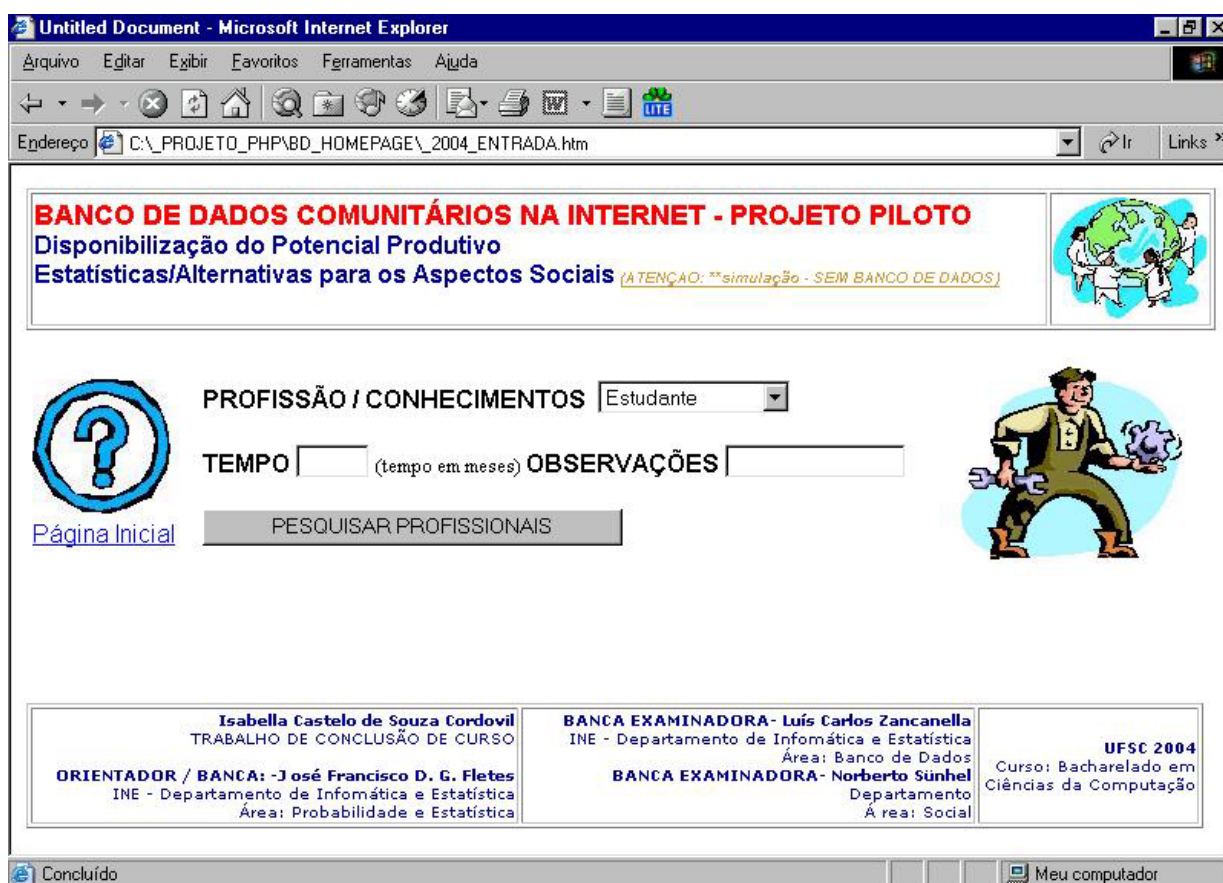 Untitled Document - Microsoft Internet Explorer
Arquivo Editar Exibir Favoritos Ferramentas Ajuda
LITE
Endereço C:\_PROJETO_PHP\BD_HOMEPAGE\_2004_ENTRADA.htm Ir Links »
BANCO DE DADOS COMUNITÁRIOS NA INTERNET - PROJETO PILOTO
Disponibilização do Potencial Produtivo
Estatísticas/Alternativas para os Aspectos Sociais (ATENÇAO: **simulação - SEM BANCO DE DADOS)
PROFISSÃO / CONHECIMENTOS Estudante
TEMPO (tempo em meses) OBSERVAÇÕES
Página Inicial
PESQUISAR PROFISSIONAIS
Isabella Castelo de Souza Cordovil
TRABALHO DE CONCLUSÃO DE CURSO
ORIENTADOR / BANCA: -J osé Francisco D. G. Fletes
INE - Departamento de Infomática e Estatística
Área: Probabilidade e Estatística
BANCA EXAMINADORA- Luís Carlos Zancanella
INE - Departamento de Infomática e Estatística
Área: Banco de Dados
BANCA EXAMINADORA- Norberto Sünhel
Departamento
Á rea: Social
UFSC 2004
Curso: Bacharelado em
Ciências da Computação
Concluído
Meu computador